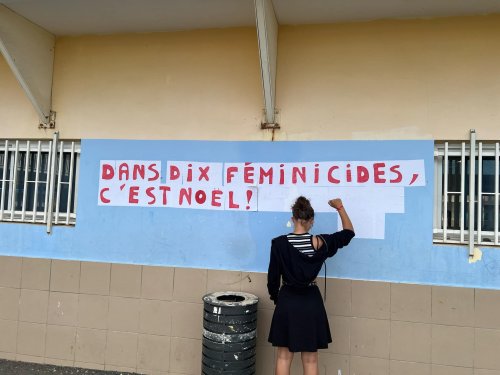 DANS DIX FÉMINICIDES,
C'EST NOËL!